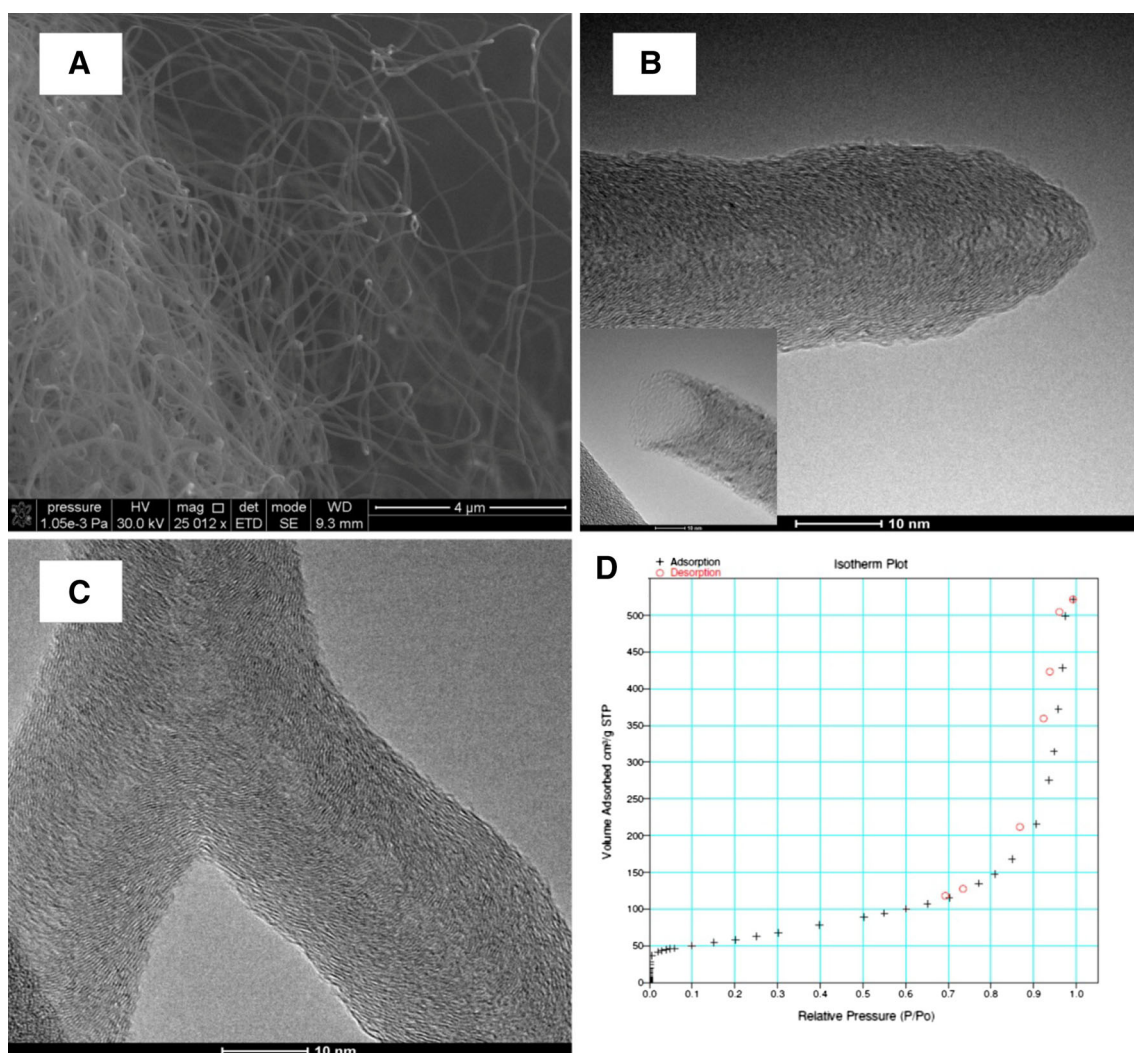 A
pressure HV mag det mode WD
1.05e-3 Pa 30.0 kV 25 012 x ETD SE 9.3 mm
4 µm
B
10 nm
10 nm
C
10 nm
D
+ Adsorption
○ Desorption
Isotherm Plot
Volume Adsorbed cm³/g STP
500
450
400
350
300
250
200
150
100
50
0
0.0 0.1 0.2 0.3 0.4 0.5 0.6 0.7 0.8 0.9 1.0
Relative Pressure (P/Po)